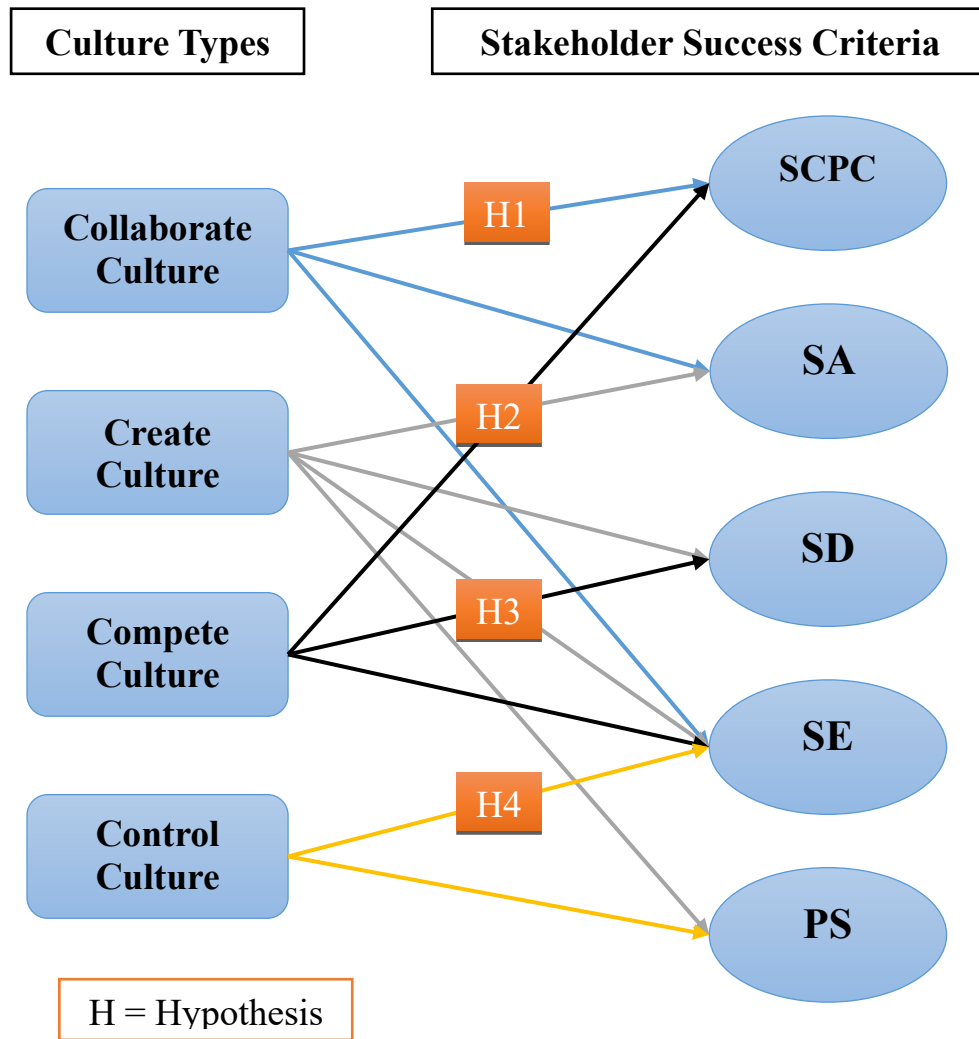 Culture Types
Stakeholder Success Criteria
SCPC
H1
Collaborate
Culture
SA
H2
Create
Culture
SD
H3
Compete
Culture
SE
H4
Control
Culture
PS
H = Hypothesis